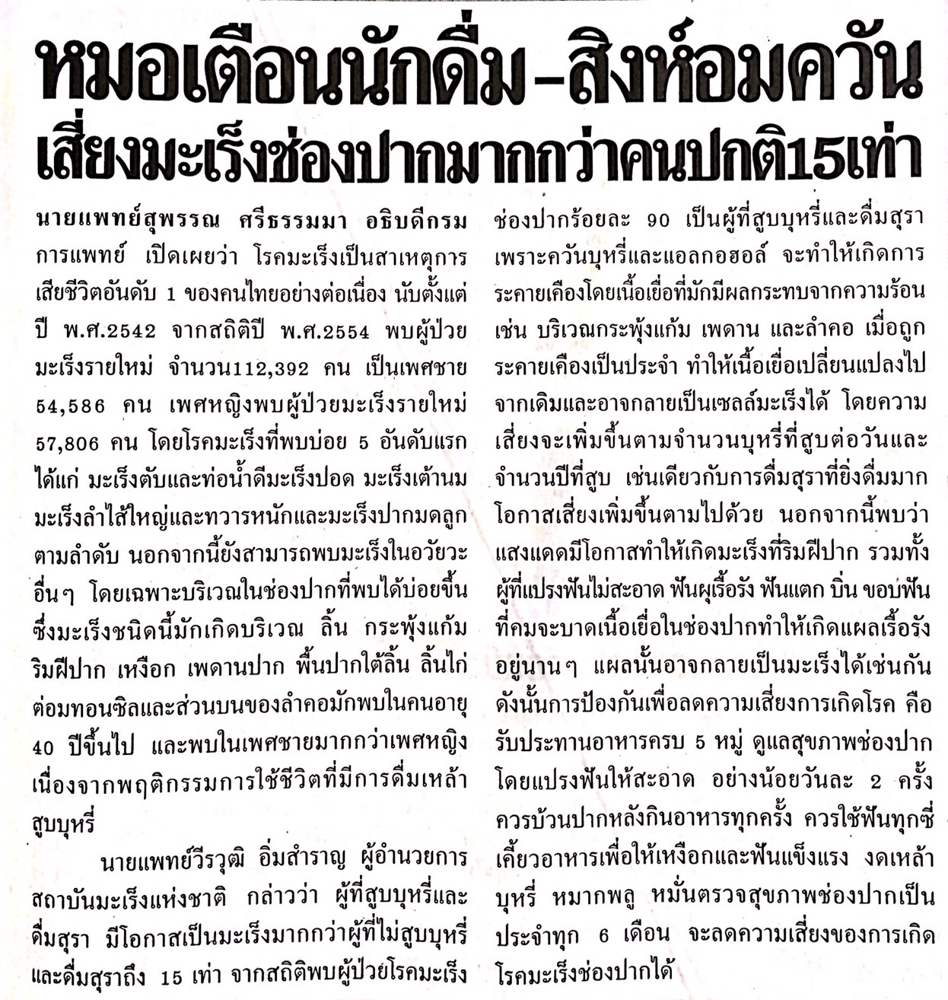 หมอเตือนนักดื่ม-สิงห์อมควัน
เสี่ยงมะเร็งช่องปากมากกว่าคนปกติ15เท่า
นายแพทย์สุพรรณ ศรีธรรมมา อธิบดีกรม
การแพทย์ เปิดเผยว่า โรคมะเร็งเป็นสาเหตุการ
เสียชีวิตอันดับ 1 ของคนไทยอย่างต่อเนื่อง นับตั้งแต่
ปี พ.ศ.2542 จากสถิติปี พ.ศ.2554 พบผู้ป่วย
มะเร็งรายใหม่ จำนวน112,392 คน เป็นเพศชาย
54,586 คน เพศหญิงพบผู้ป่วยมะเร็งรายใหม่
57,806 คน โดยโรคมะเร็งที่พบบ่อย 5 อันดับแรก
ได้แก่ มะเร็งตับและท่อน้ำดีมะเร็งปอด มะเร็งเต้านม
มะเร็งลำไส้ใหญ่และทวารหนักและมะเร็งปากมดลูก
ตามลำดับ นอกจากนี้ยังสามารถพบมะเร็งในอวัยวะ
อื่นๆ โดยเฉพาะบริเวณในช่องปากที่พบได้บ่อยขึ้น
ซึ่งมะเร็งชนิดนี้มักเกิดบริเวณ ลิ้น กระพุ้งแก้ม
ริมฝีปาก เหงือก เพดานปาก พื้นปากใต้ลิ้น ลิ้นไก่
ต่อมทอนซิลและส่วนบนของลำคอมักพบในคนอายุ
40 ปีขึ้นไป และพบในเพศชายมากกว่าเพศหญิง
เนื่องจากพฤติกรรมการใช้ชีวิตที่มีการดื่มเหล้า
สูบบุหรี่
นายแพทย์วีรวุฒิ อิ่มสำราญ ผู้อำนวยการ
สถาบันมะเร็งแห่งชาติ กล่าวว่า ผู้ที่สูบบุหรี่และ
ดื่มสุรา มีโอกาสเป็นมะเร็งมากกว่าผู้ที่ไม่สูบบุหรี่
และดื่มสุราถึง 15 เท่า จากสถิติพบผู้ป่วยโรคมะเร็ง
ช่องปากร้อยละ 90 เป็นผู้ที่สูบบุหรี่และดื่มสุรา
เพราะควันบุหรี่และแอลกอฮอล์ จะทำให้เกิดการ
ระคายเคืองโดยเนื้อเยื่อที่มักมีผลกระทบจากความร้อน
เช่น บริเวณกระพุ้งแก้ม เพดาน และลำคอ เมื่อถูก
ระคายเคืองเป็นประจำ ทำให้เนื้อเยื่อเปลี่ยนแปลงไป
จากเดิมและอาจกลายเป็นเซลล์มะเร็งได้ โดยความ
เสี่ยงจะเพิ่มขึ้นตามจำนวนบุหรี่ที่สูบต่อวันและ
จำนวนปีที่สูบ เช่นเดียวกับการดื่มสุราที่ยิ่งดื่มมาก
โอกาสเสี่ยงเพิ่มขึ้นตามไปด้วย นอกจากนี้พบว่า
แสงแดดมีโอกาสทำให้เกิดมะเร็งที่ริมฝีปาก รวมทั้ง
ผู้ที่แปรงฟันไม่สะอาด ฟันผุเรื้อรัง ฟันแตก บิ่น ขอบฟัน
ที่คมจะบาดเนื้อเยื่อในช่องปากทำให้เกิดแผลเรื้อรัง
อยู่นานๆ แผลนั้นอาจกลายเป็นมะเร็งได้เช่นกัน
ดังนั้นการป้องกันเพื่อลดความเสี่ยงการเกิดโรค คือ
รับประทานอาหารครบ 5 หมู่ ดูแลสุขภาพช่องปาก
โดยแปรงฟันให้สะอาด อย่างน้อยวันละ 2 ครั้ง
ควรบ้วนปากหลังกินอาหารทุกครั้ง ควรใช้ฟันทุกซี่
เคี้ยวอาหารเพื่อให้เหงือกและฟันแข็งแรง งดเหล้า
บุหรี่ หมากพลู หมั่นตรวจสุขภาพช่องปากเป็น
ประจำทุก 6 เดือน จะลดความเสี่ยงของการเกิด
โรคมะเร็งช่องปากได้